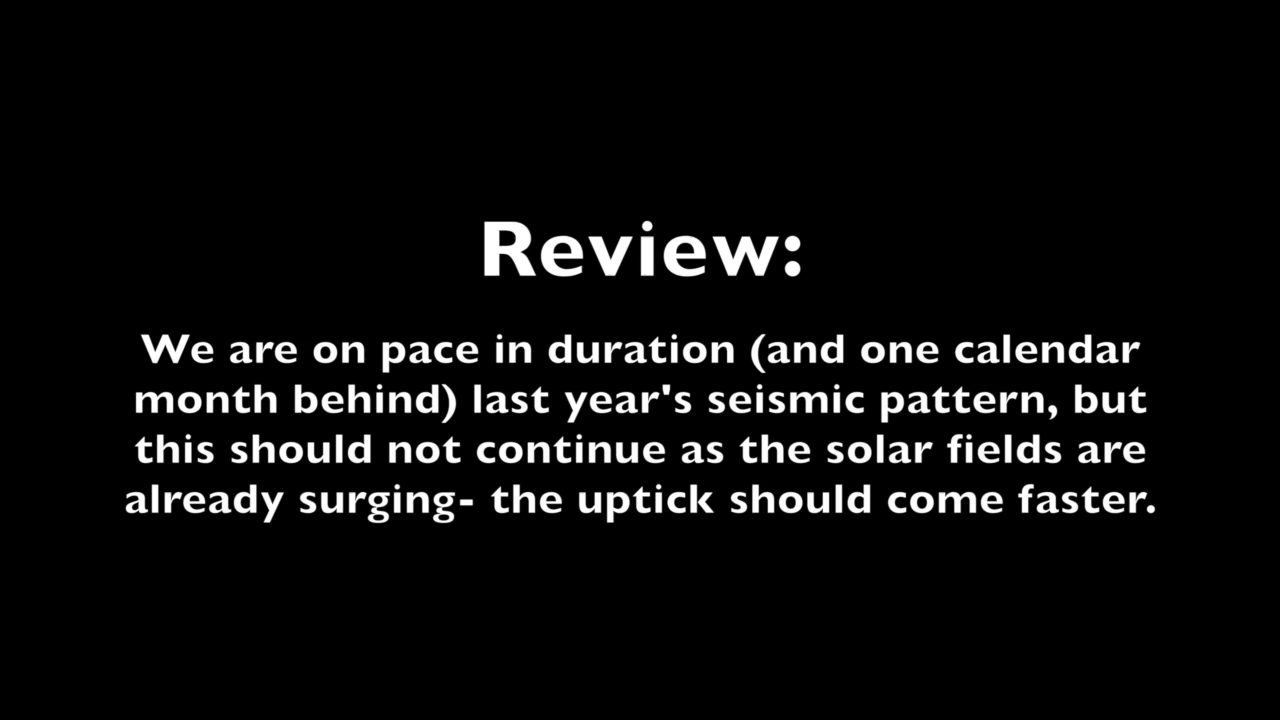 Review:
We are on pace in duration (and one calendar
month behind) last year's seismic pattern, but
this should not continue as the solar fields are
already surging- the uptick should come faster.